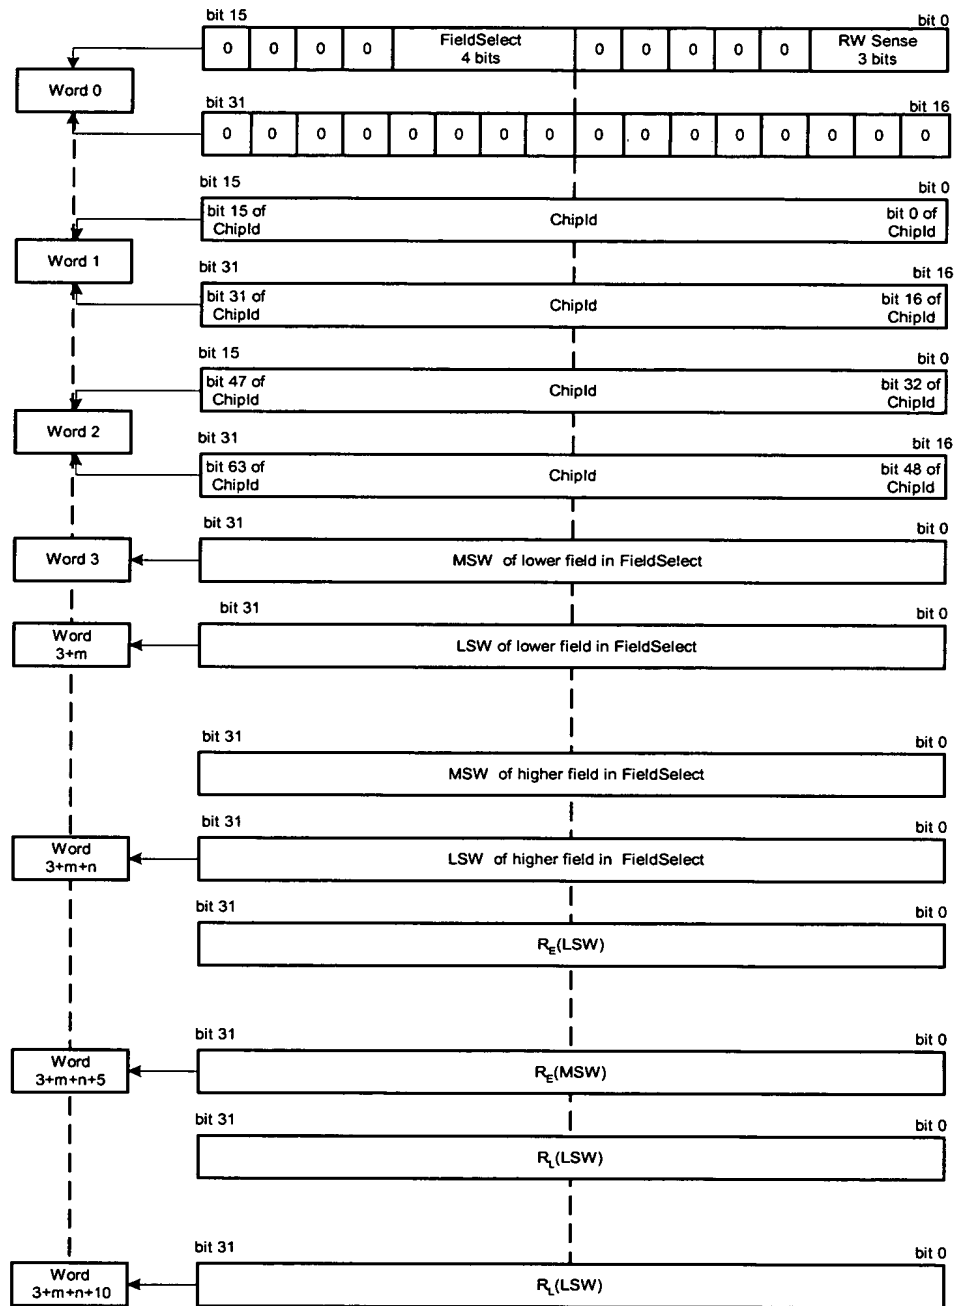 bit 15 bit 0
0 0 0 0 FieldSelect 0 0 0 0 0 RW Sense
4 bits 3 bits
Word 0
bit 31 bit 16
0 0 0 0 0 0 0 0 0 0 0 0 0 0 0 0
bit 15 bit 0
bit 15 of ChipId bit 0 of
ChipId ChipId
Word 1
bit 31 bit 16
bit 31 of ChipId bit 16 of
ChipId ChipId
bit 15 bit 0
bit 47 of ChipId bit 32 of
ChipId ChipId
Word 2
bit 31 bit 16
bit 63 of ChipId bit 48 of
ChipId ChipId
bit 31 bit 0
Word 3 MSW of lower field in FieldSelect
bit 31 bit 0
Word LSW of lower field in FieldSelect
3+m
bit 31 bit 0
MSW of higher field in FieldSelect
bit 31 bit 0
Word LSW of higher field in FieldSelect
3+m+n
bit 31 bit 0
RE(LSW)
bit 31 bit 0
Word RE(MSW)
3+m+n+5
bit 31 bit 0
RL(LSW)
bit 31 bit 0
Word RL(LSW)
3+m+n+10